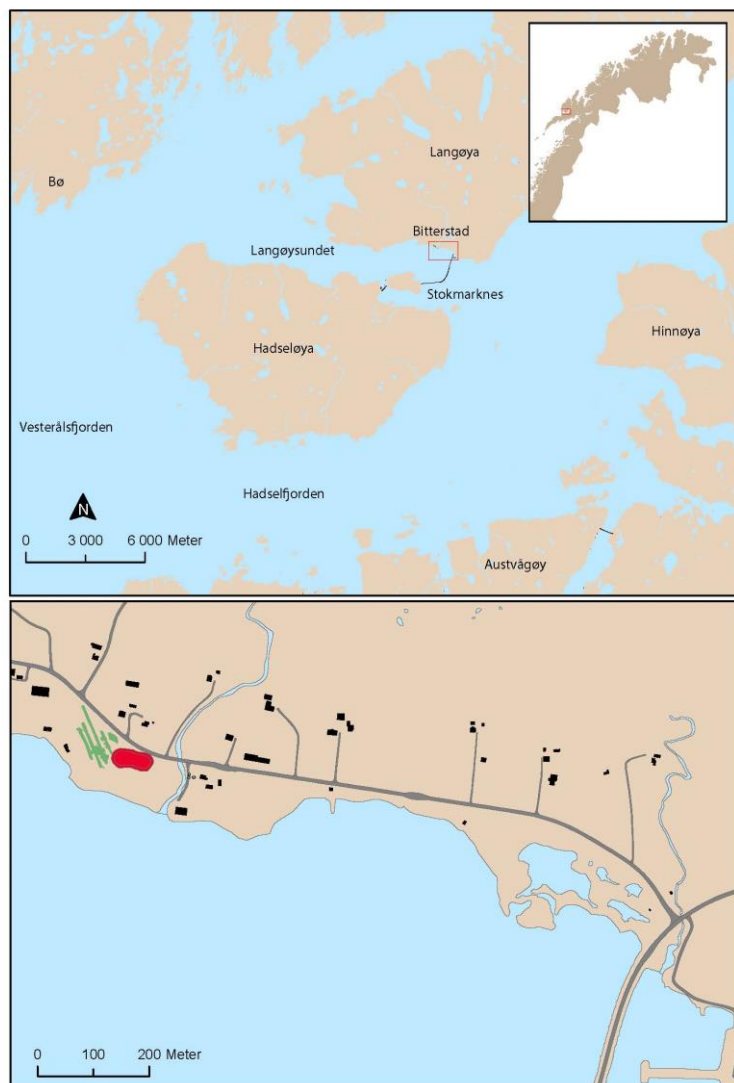 Langøya
Bø
Bitterstad
Langøysundet
Stokmarknes
Hinnøya
Hadseløya
Vesterålsfjorden
Hadselfjorden
N
0 3 000 6 000 Meter
Austvågøy
0 100 200 Meter